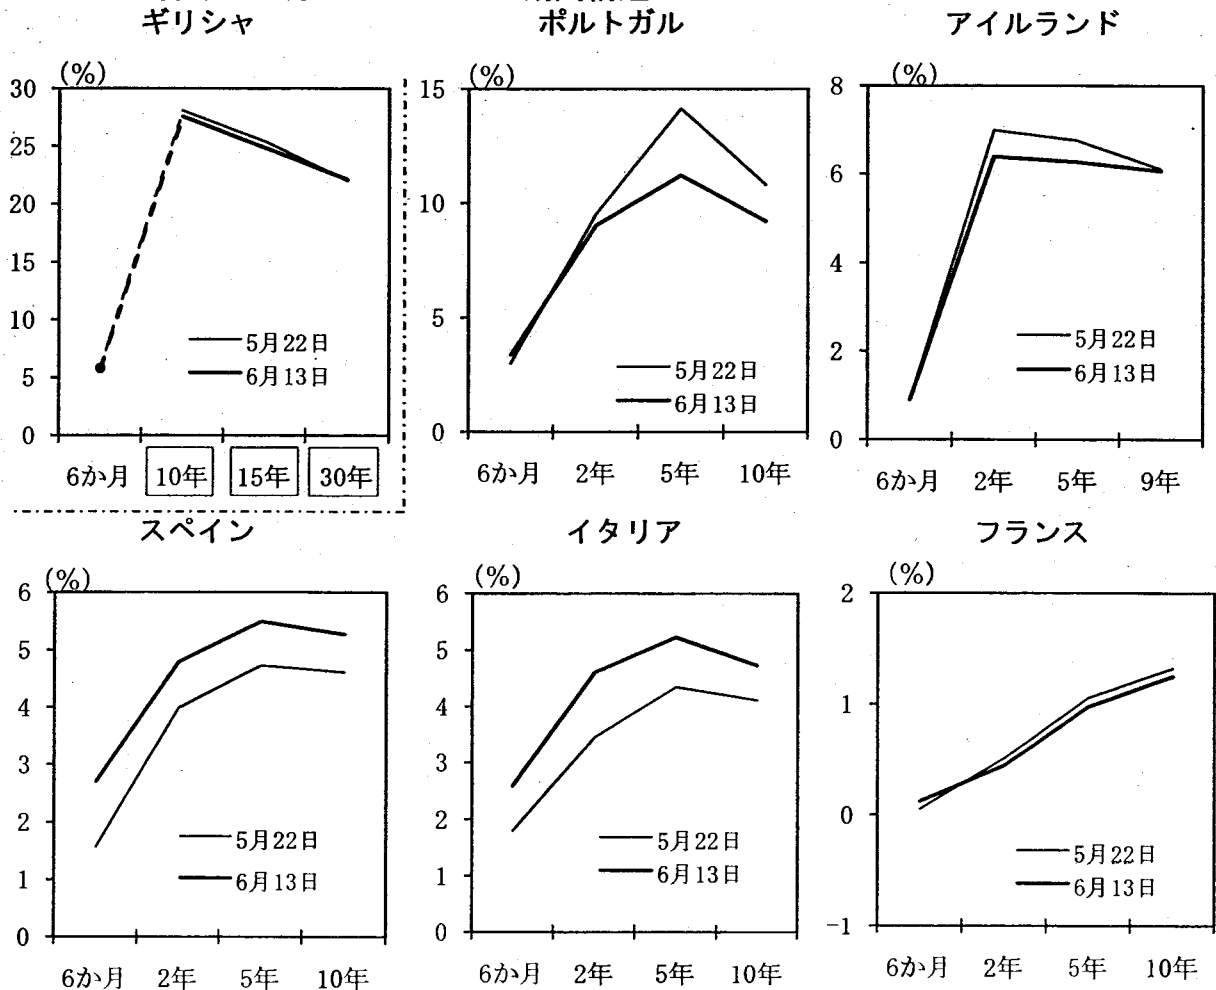 ギリシャ
(%)
30
25
20
15
10
5
0
5月22日
6月13日
6か月 10年 15年 30年
ポルトガル
(%)
15
10
5
0
5月22日
6月13日
6か月 2年 5年 10年
アイルランド
(%)
8
6
4
2
0
5月22日
6月13日
6か月 2年 5年 9年
スペイン
(%)
6
5
4
3
2
1
0
5月22日
6月13日
6か月 2年 5年 10年
イタリア
(%)
6
5
4
3
2
1
0
5月22日
6月13日
6か月 2年 5年 10年
フランス
(%)
2
1
0
-1
5月22日
6月13日
6か月 2年 5年 10年